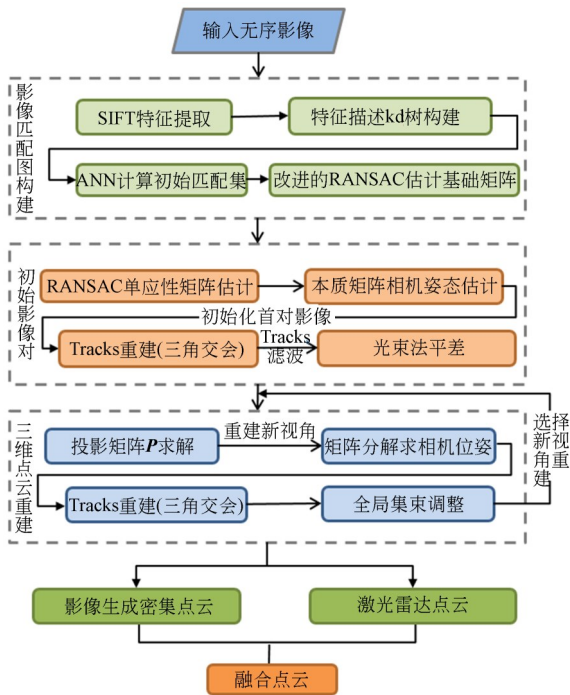 输入无序影像
影像匹配图构建
SIFT特征提取
特征描述kd树构建
ANN计算初始匹配集
改进的RANSAC估计基础矩阵
初始影像对
RANSAC单应性矩阵估计
本质矩阵相机姿态估计
初始化首对影像
Tracks重建(三角交会)
Tracks
滤波
光束法平差
三维点云重建
投影矩阵P求解
重建新视角
矩阵分解求相机位姿
Tracks重建(三角交会)
全局集束调整
选择
新视
角重
建
影像生成密集点云
激光雷达点云
融合点云